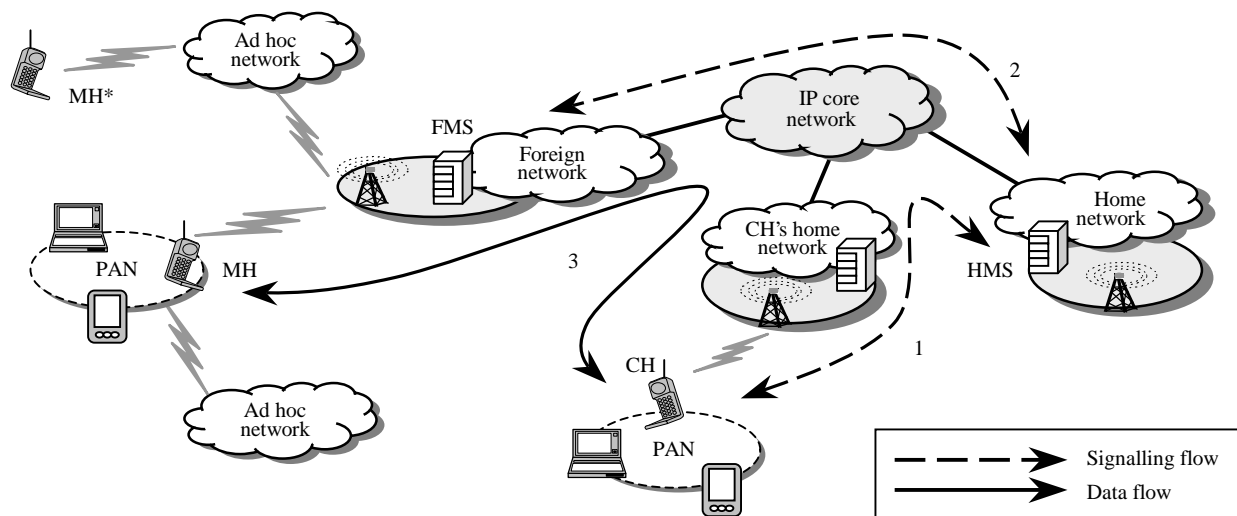 Ad hoc
network
MH*
2
IP core
network
FMS
Foreign
network
Home
network
CH's home
network
PAN
MH
3
HMS
1
CH
Ad hoc
network
PAN
Signalling flow
Data flow